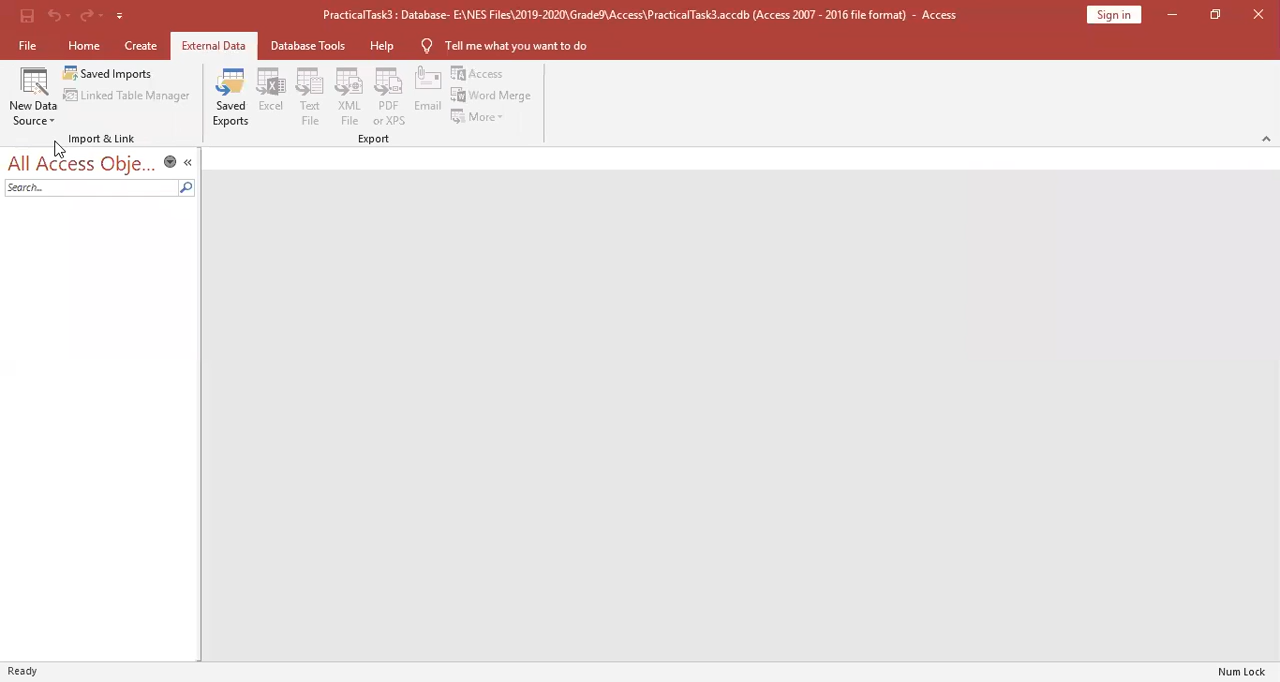 PracticalTask3 : Database- E:\NES Files\2019-2020\Grade9\Access\PracticalTask3.accdb (Access 2007 - 2016 file format) - Access
Sign in
File Home Create External Data Database Tools Help Tell me what you want to do
New Data Source
Saved Imports
Linked Table Manager
Import & Link
Saved Exports
Excel
Text File
XML File
PDF or XPS
Email
Access
Word Merge
More
Export
All Access Obje...
Search...
Ready
Num Lock